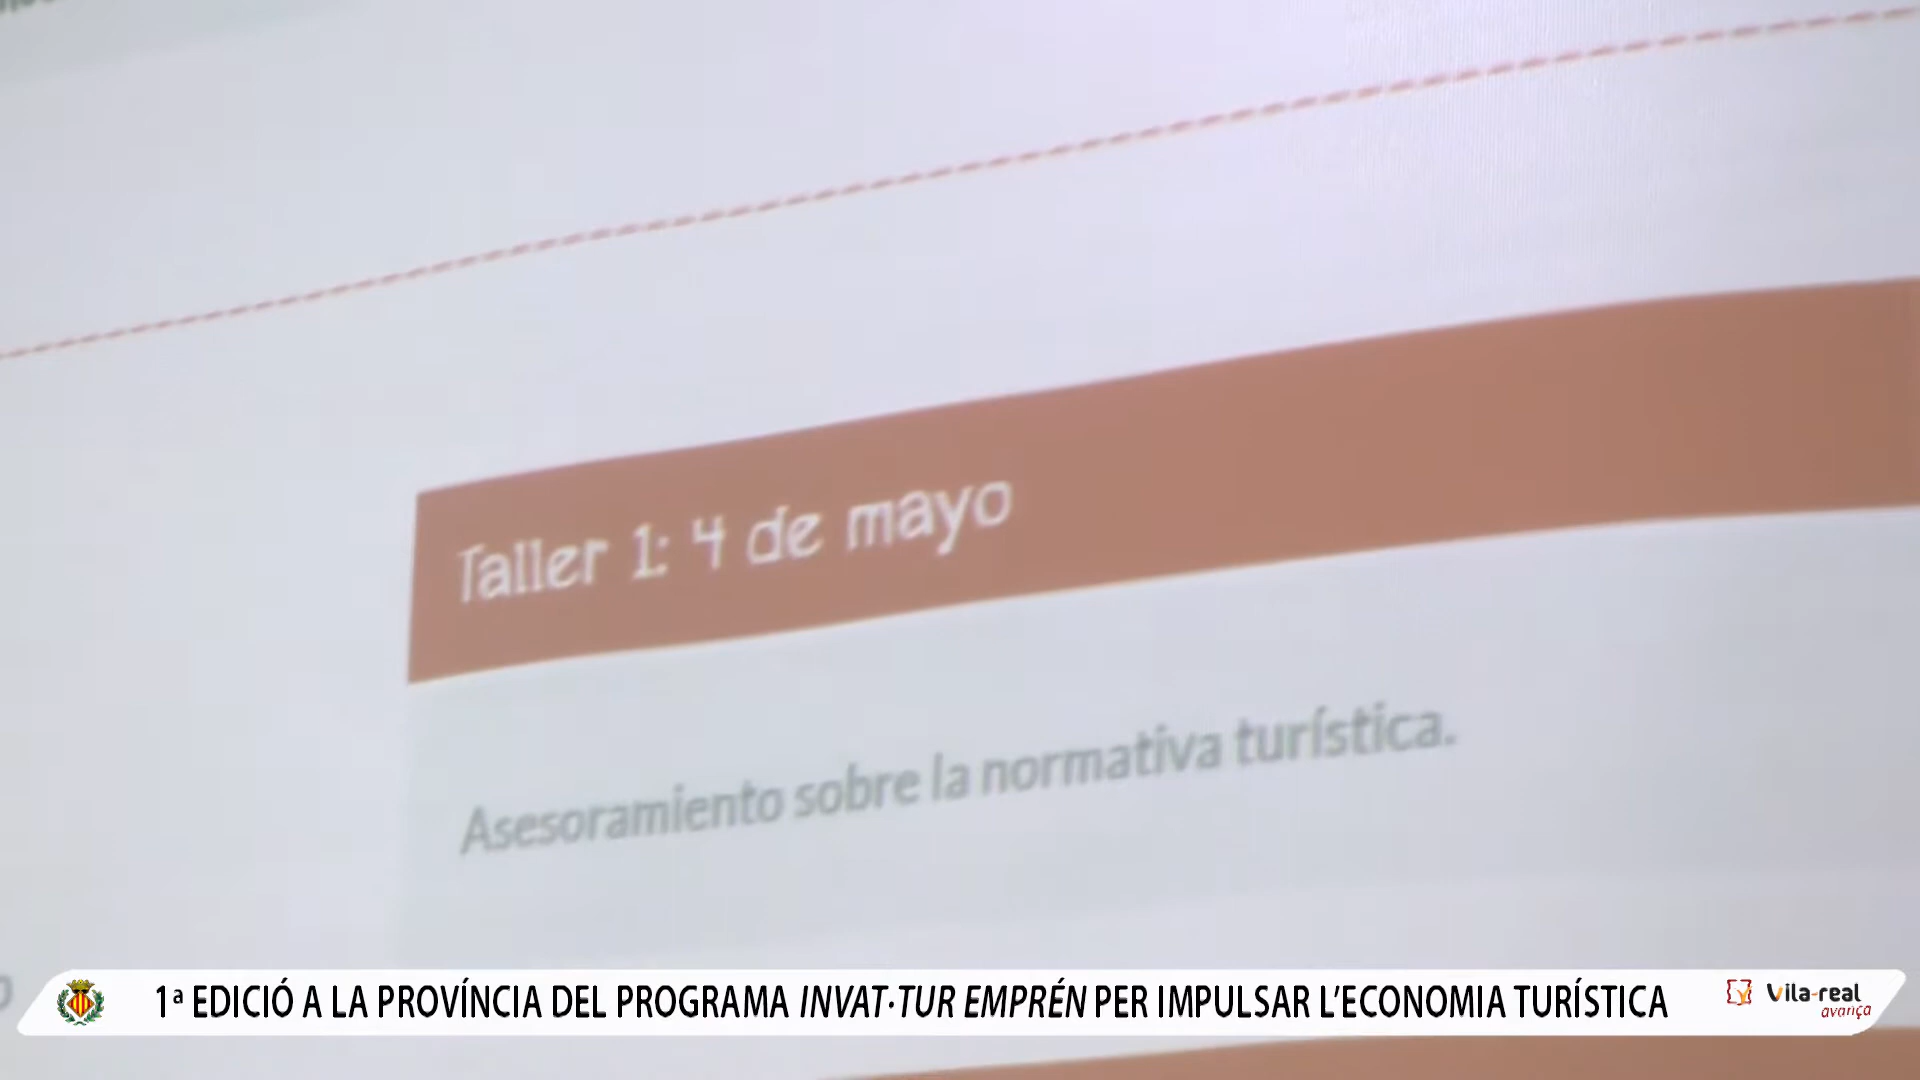 Taller 1: 4 de mayo
Asesoramiento sobre la normativa turística.
1ª EDICIÓ A LA PROVÍNCIA DEL PROGRAMA INVAT·TUR EMPRÉN PER IMPULSAR L'ECONOMIA TURÍSTICA
Vila-real
avança